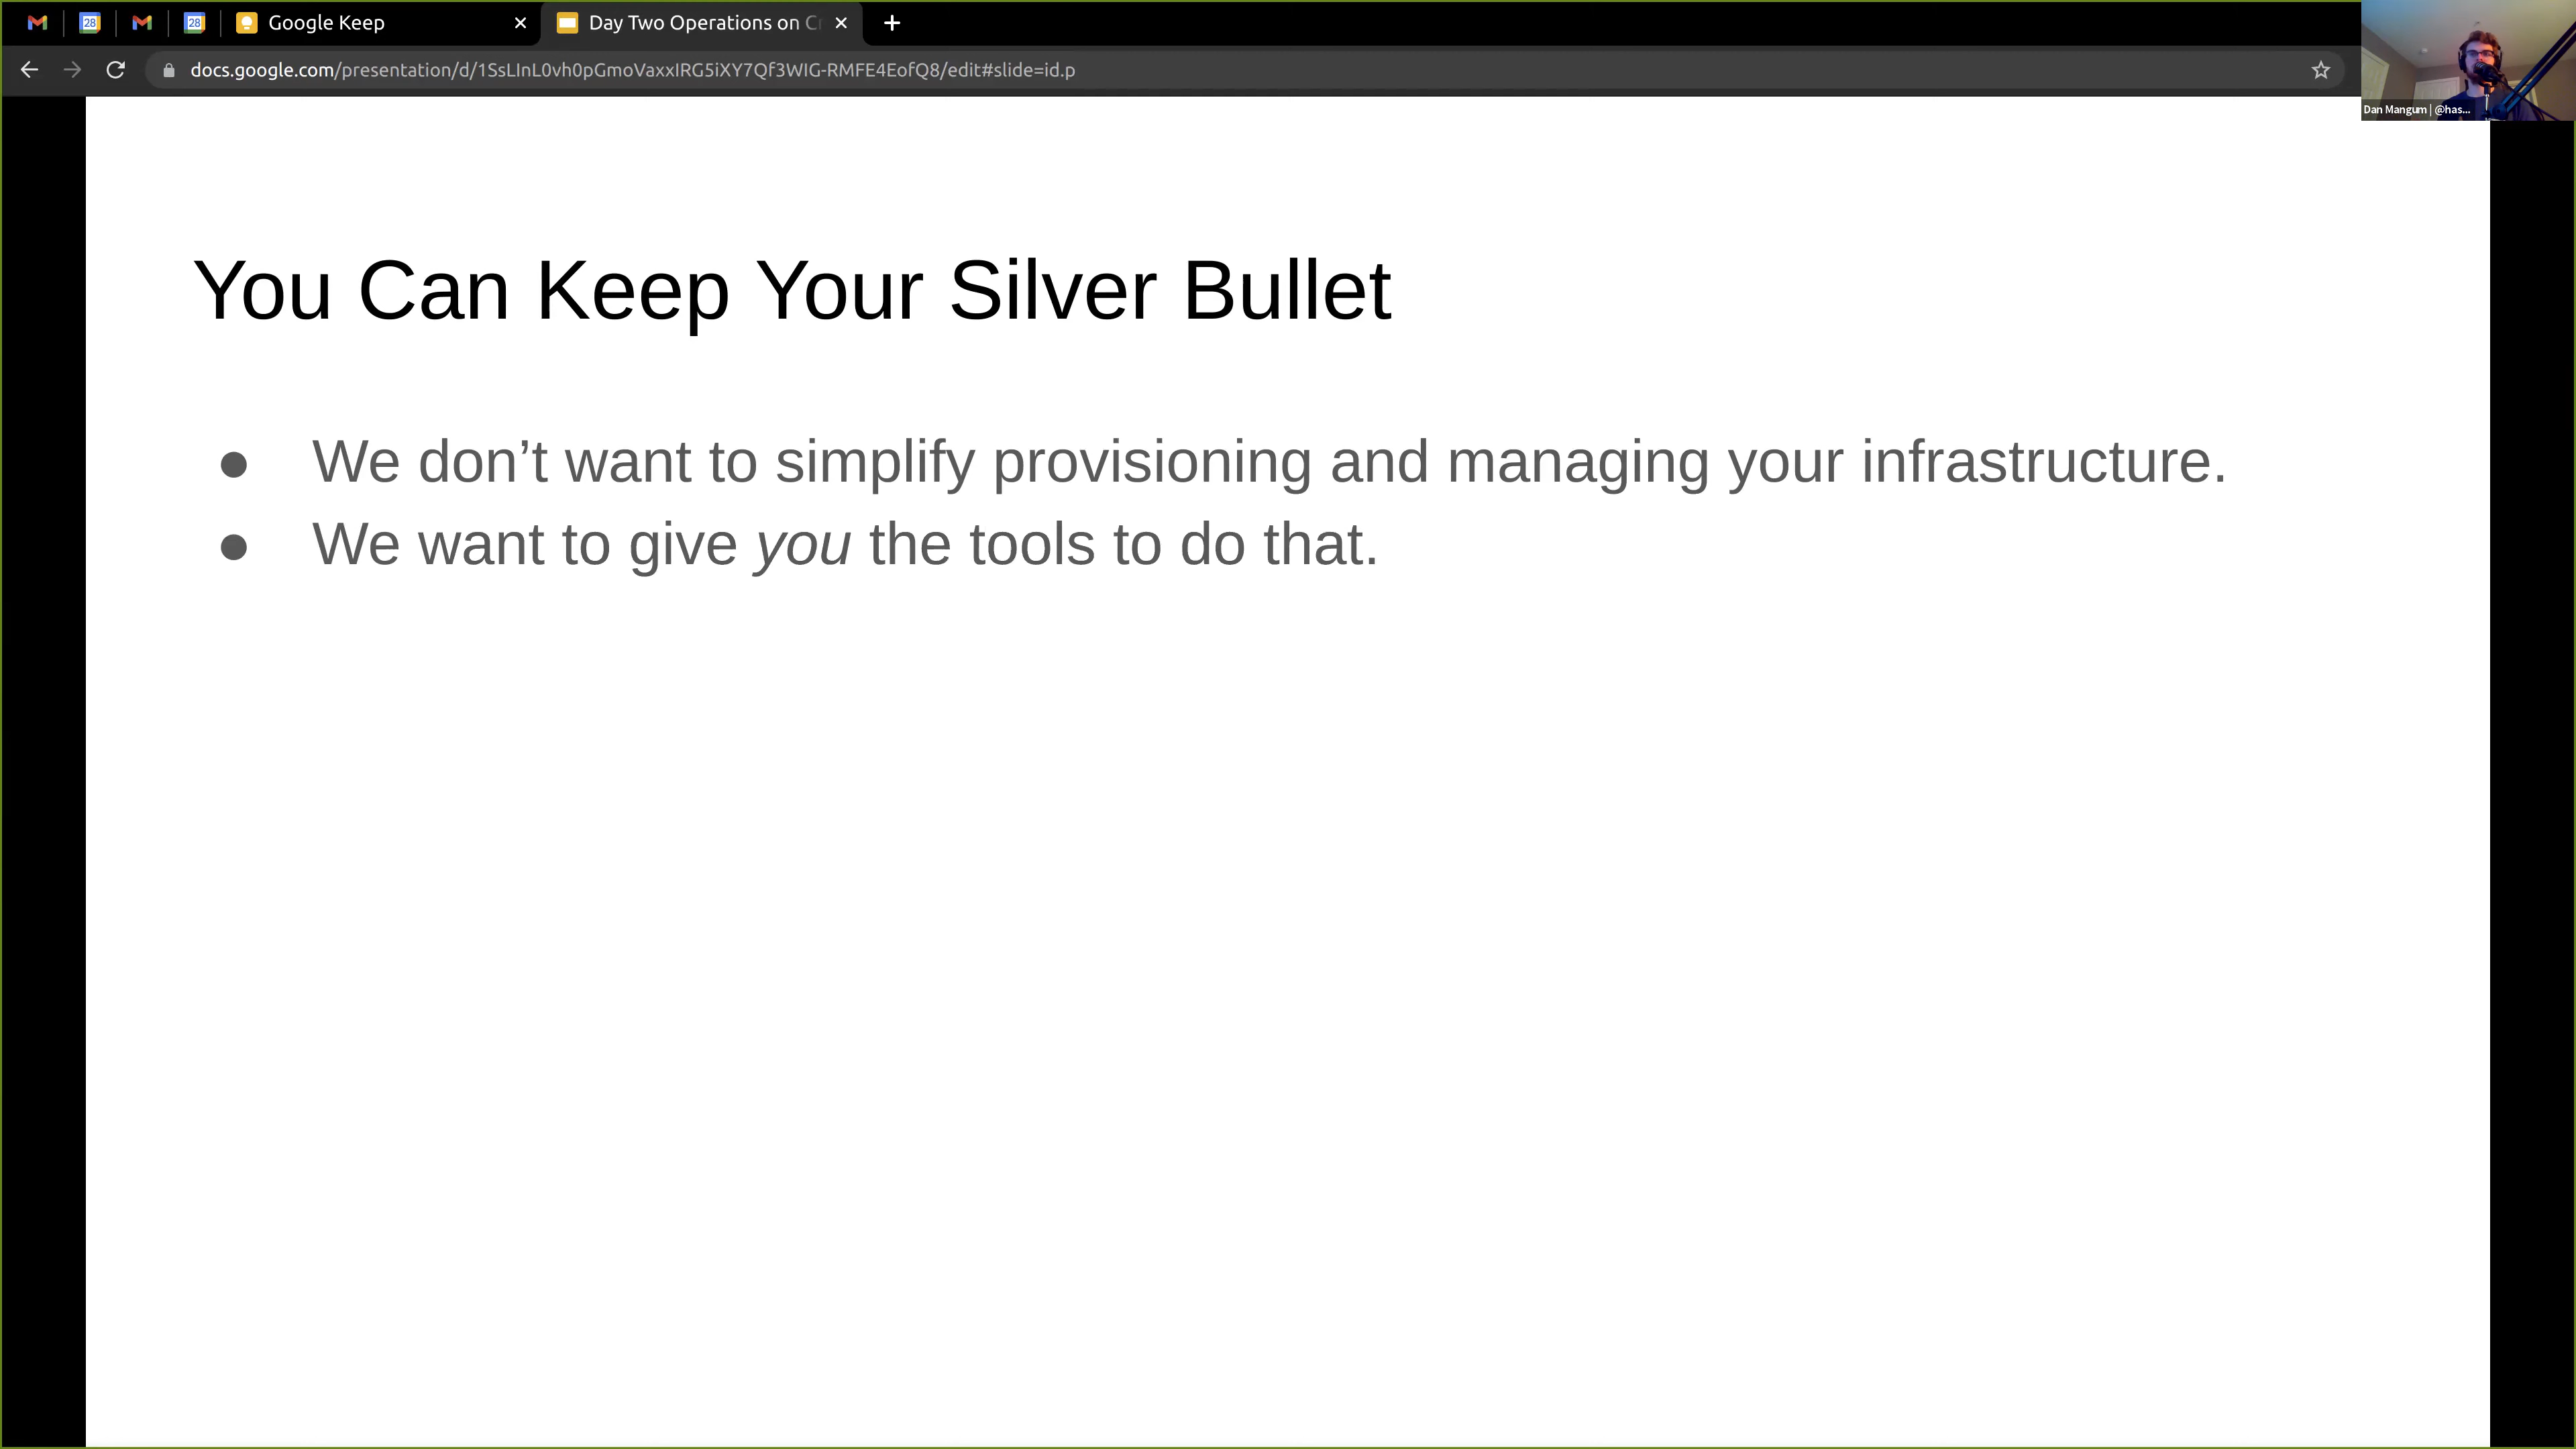 28
28
Google Keep
Day Two Operations on C
docs.google.com/presentation/d/1SsLInL0vh0pGmoVaxxIRG5iXY7Qf3WIG-RMFE4EofQ8/edit#slide=id.p
Dan Mangum | @has...
You Can Keep Your Silver Bullet
● We don’t want to simplify provisioning and managing your infrastructure.
● We want to give you the tools to do that.